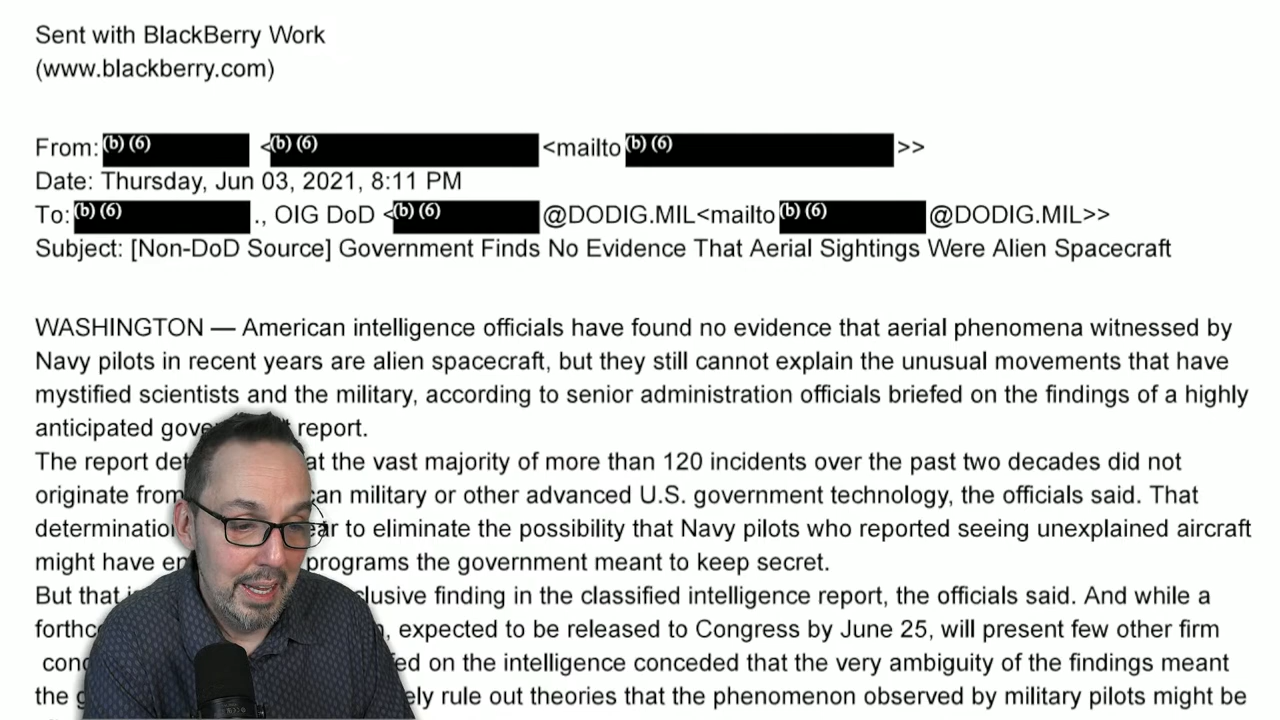 Sent with BlackBerry Work
(www.blackberry.com)
From: (b) (6) <(b) (6) <mailto (b) (6) >>
Date: Thursday, Jun 03, 2021, 8:11 PM
To: (b) (6) ., OIG DoD <(b) (6) @DODIG.MIL<mailto (b) (6) @DODIG.MIL>>
Subject: [Non-DoD Source] Government Finds No Evidence That Aerial Sightings Were Alien Spacecraft
WASHINGTON — American intelligence officials have found no evidence that aerial phenomena witnessed by
Navy pilots in recent years are alien spacecraft, but they still cannot explain the unusual movements that have
mystified scientists and the military, according to senior administration officials briefed on the findings of a highly
anticipated report.
The report the vast majority of more than 120 incidents over the past two decades did not
originate from military or other advanced U.S. government technology, the officials said. That
to eliminate the possibility that Navy pilots who reported seeing unexplained aircraft
might have programs the government meant to keep secret.
But that finding in the classified intelligence report, the officials said. And while a
, expected to be released to Congress by June 25, will present few other firm
on the intelligence conceded that the very ambiguity of the findings meant
the rule out theories that the phenomenon observed by military pilots might be